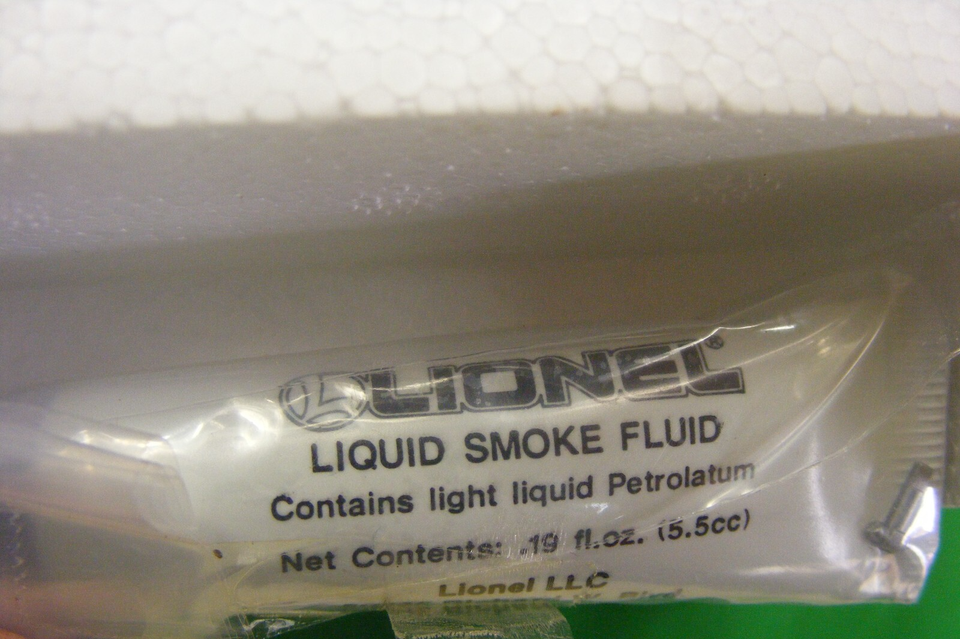 LIONEL®
LIQUID SMOKE FLUID
Contains light liquid Petrolatum
Net Contents: .19 fl.oz. (5.5cc)
Lionel LLC